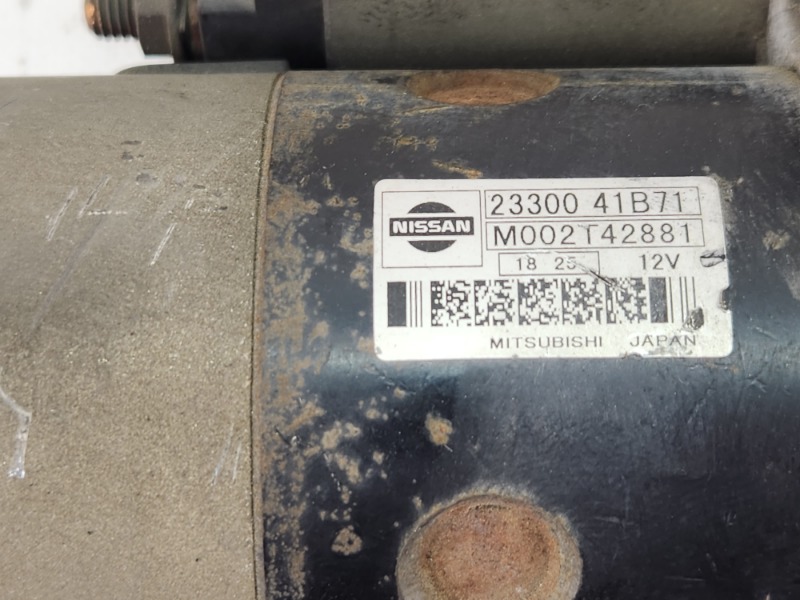 NISSAN
23300 41B71
M002T42881
18 25 12V
MITSUBISHI JAPAN